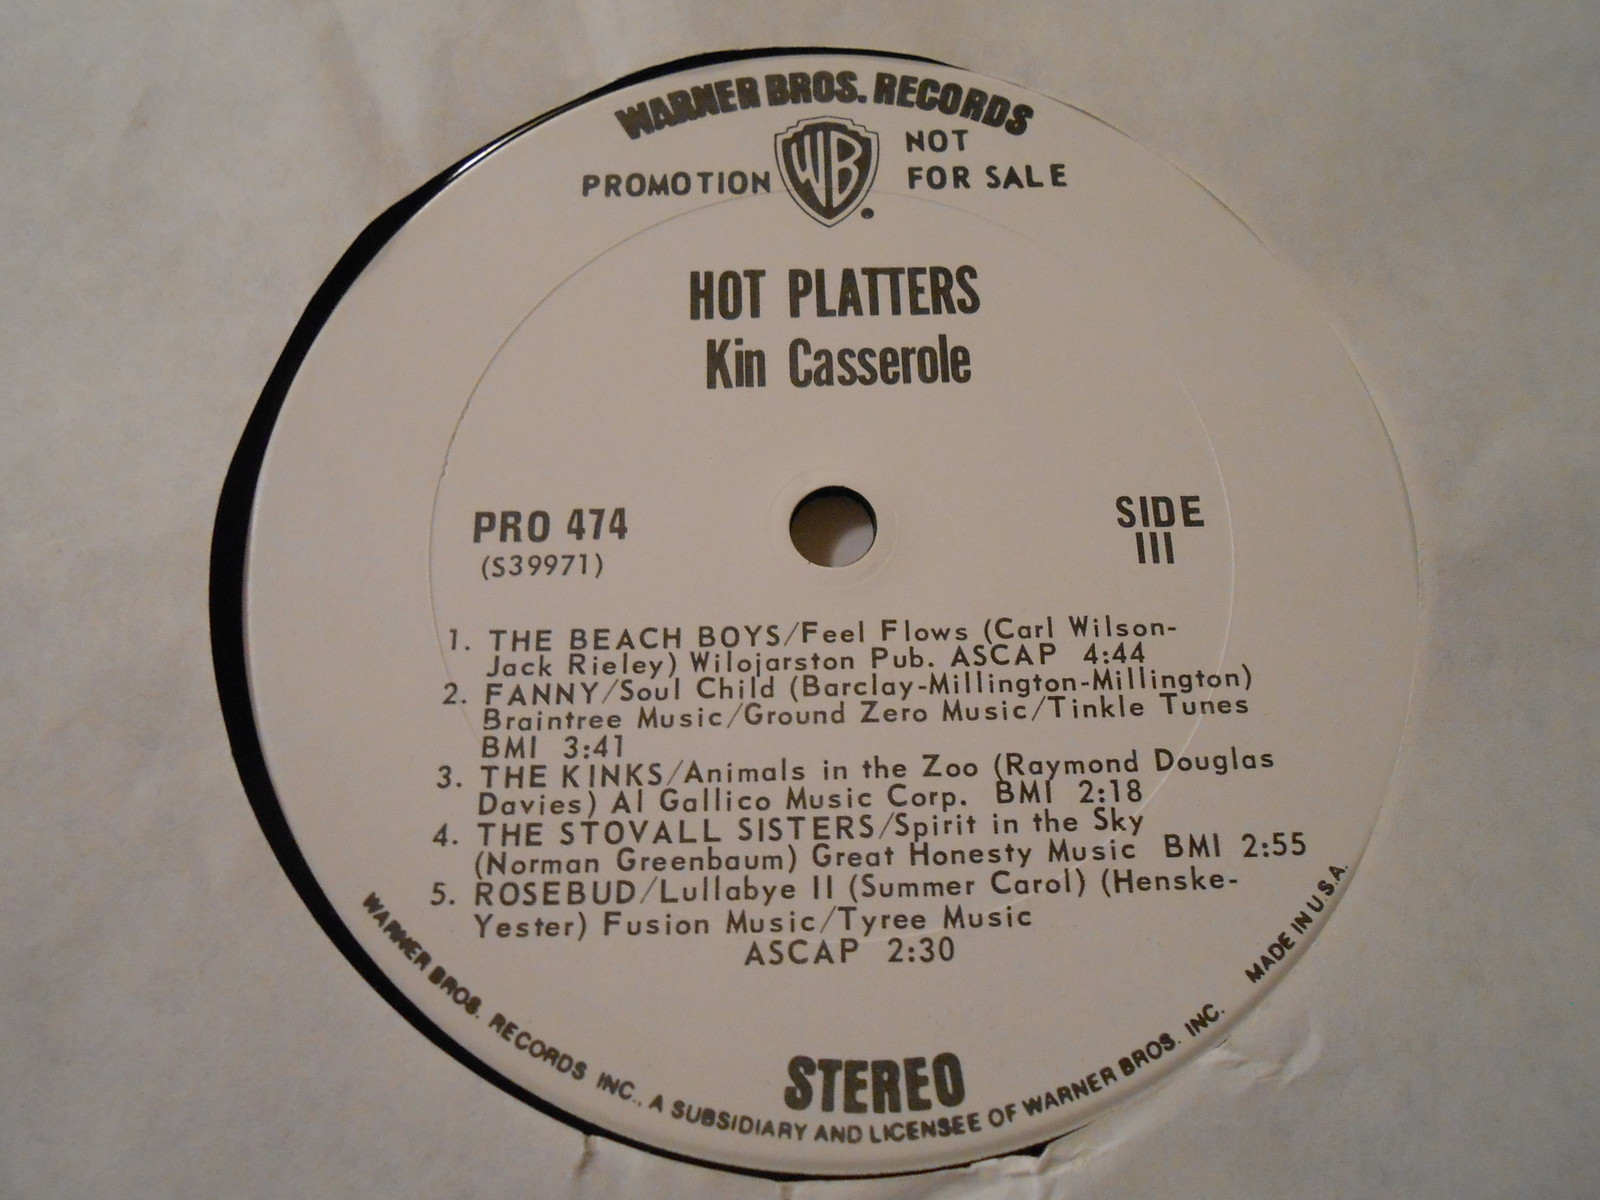 WARNER BROS. RECORDS
PROMOTION WB NOT
FOR SALE
HOT PLATTERS
Kin Casserole
PRO 474
(S39971)
SIDE
III
1. THE BEACH BOYS/Feel Flows (Carl Wilson-
Jack Rieley) Wilojarston Pub. ASCAP 4:44
2. FANNY/Soul Child (Barclay-Millington-Millington)
Braintree Music/Ground Zero Music/Tinkle Tunes
BMI 3:41
3. THE KINKS/Animals in the Zoo (Raymond Douglas
Davies) Al Gallico Music Corp. BMI 2:18
4. THE STOVALL SISTERS/Spirit in the Sky
(Norman Greenbaum) Great Honesty Music BMI 2:55
5. ROSEBUD/Lullabye II (Summer Carol) (Henske-
Yester) Fusion Music/Tyree Music
ASCAP 2:30
STEREO
WARNER BROS. RECORDS INC., A SUBSIDIARY AND LICENSEE OF WARNER BROS. INC. MADE IN U.S.A.